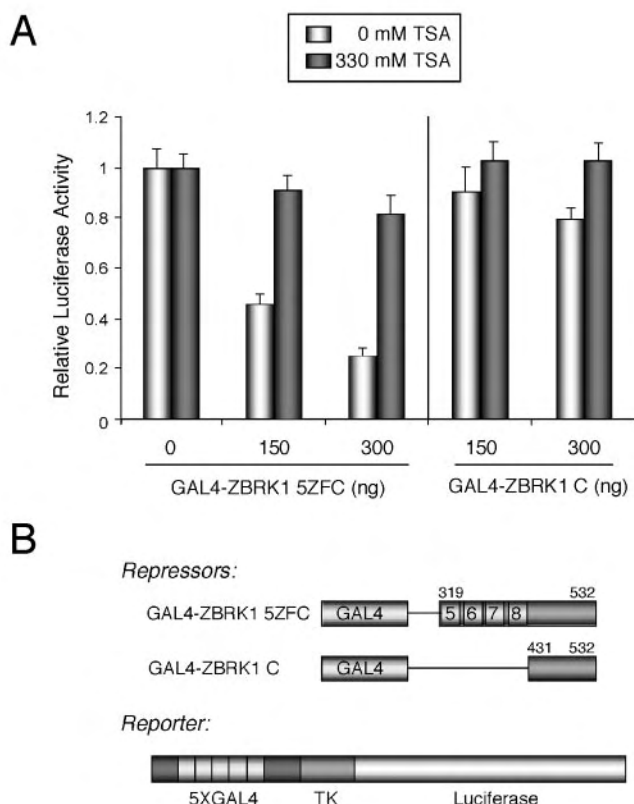 A
0 mM TSA
330 mM TSA
Relative Luciferase Activity
1.2
1
0.8
0.6
0.4
0.2
0
0 150 300 150 300
GAL4-ZBRK1 5ZFC (ng) GAL4-ZBRK1 C (ng)
B
Repressors:
319 532
GAL4-ZBRK1 5ZFC GAL4 5 6 7 8
431 532
GAL4-ZBRK1 C GAL4
Reporter:
5XGAL4 TK Luciferase